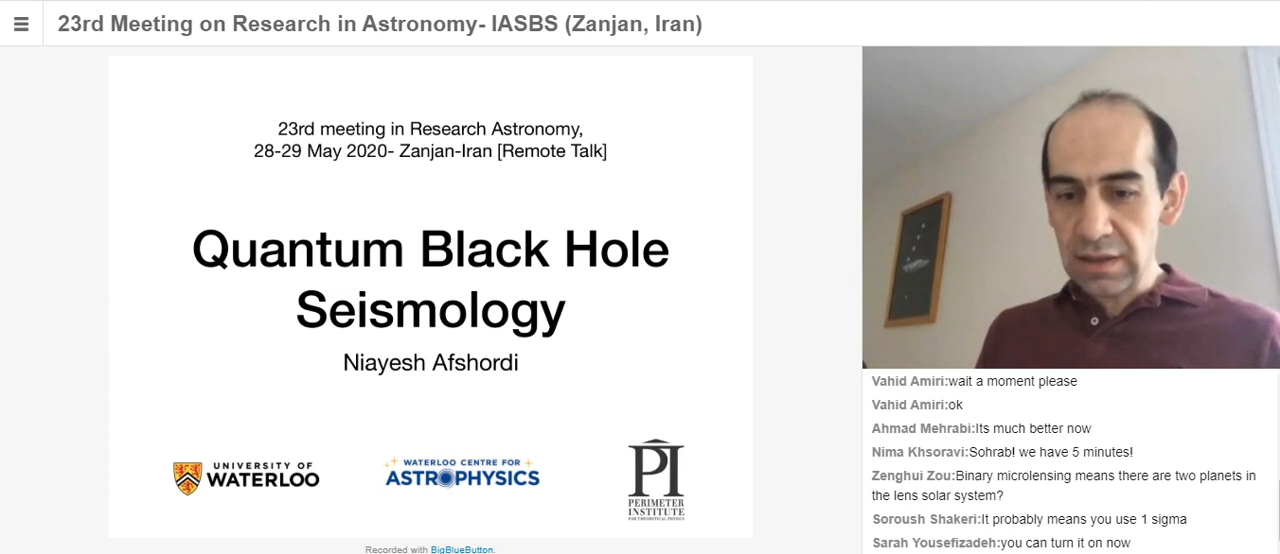 23rd Meeting on Research in Astronomy- IASBS (Zanjan, Iran)
23rd meeting in Research Astronomy,
28-29 May 2020- Zanjan-Iran [Remote Talk]
Quantum Black Hole
Seismology
Niayesh Afshordi
UNIVERSITY OF
WATERLOO
WATERLOO CENTRE FOR
ASTROPHYSICS
PI
PERIMETER
INSTITUTE
FOR THEORETICAL PHYSICS
Recorded with BigBlueButton.
Vahid Amiri:wait a moment please
Vahid Amiri:ok
Ahmad Mehrabi:Its much better now
Nima Khsoravi:Sohrab! we have 5 minutes!
Zenghui Zou:Binary microlensing means there are two planets in
the lens solar system?
Soroush Shakeri:It probably means you use 1 sigma
Sarah Yousefizadeh:you can turn it on now